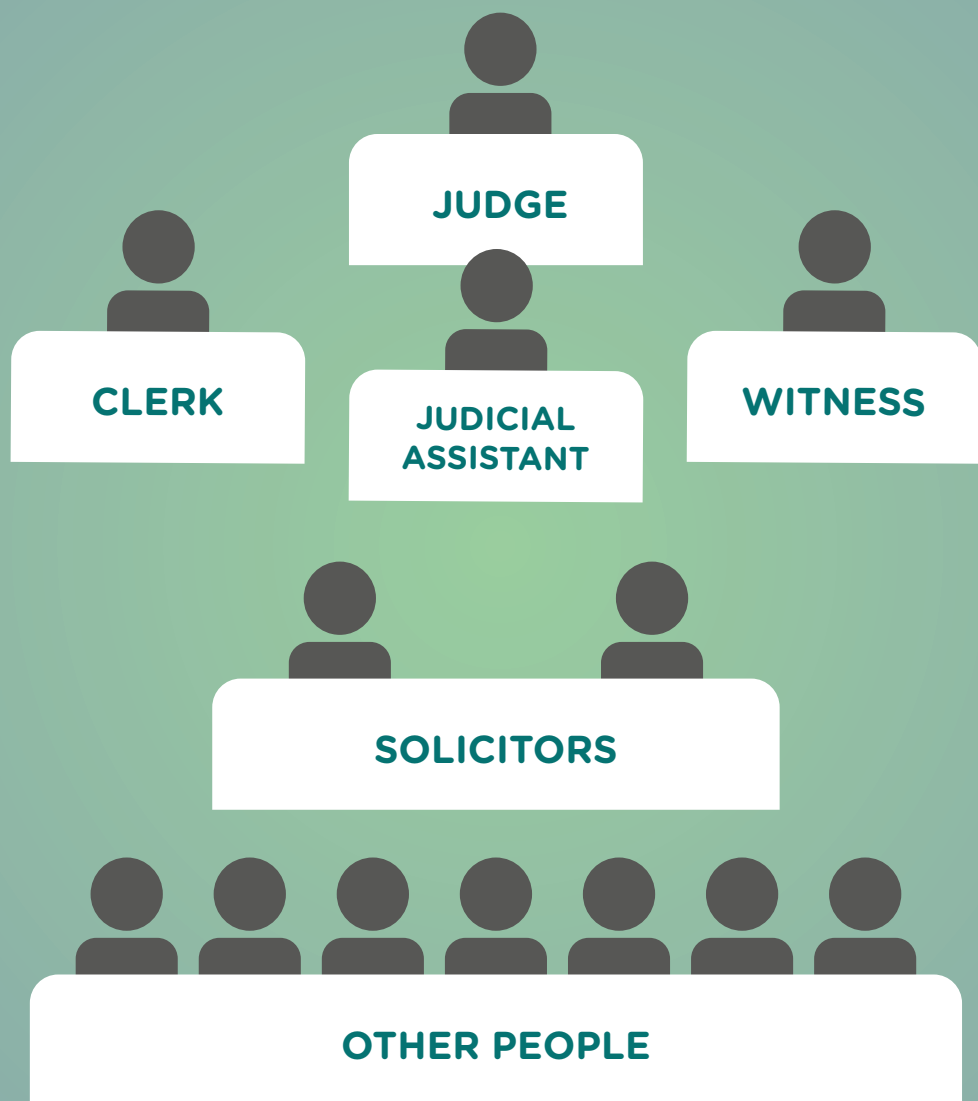 JUDGE
CLERK
JUDICIAL
ASSISTANT
WITNESS
SOLICITORS
OTHER PEOPLE